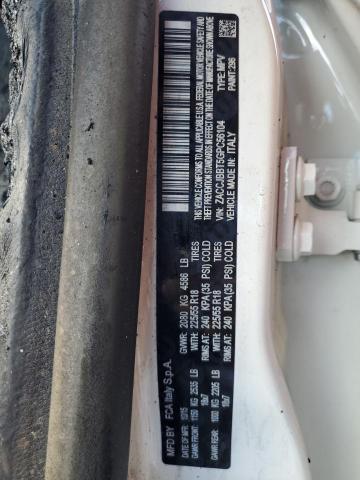 MFD BY FCA Italy S.p.A.
DATE OF MFR: 10/15 GVWR: 2080 KG 4586 LB
GAWR FRONT: 1150 KG 2535 LB WITH: 225/55 R18 TIRES
18x7 RIMS AT: 240 KPA (35 PSI) COLD
GAWR REAR: 1000 KG 2205 LB WITH: 225/55 R18 TIRES
18x7 RIMS AT: 240 KPA (35 PSI) COLD
THIS VEHICLE CONFORMS TO ALL APPLICABLE U.S.A.
FEDERAL MOTOR VEHICLE SAFETY AND
THEFT PREVENTION STANDARDS IN EFFECT ON
THE DATE OF MANUFACTURE SHOWN ABOVE.
VIN: ZACCJBBT5GPC56104 TYPE: MPV
VEHICLE MADE IN: ITALY PAINT: 296